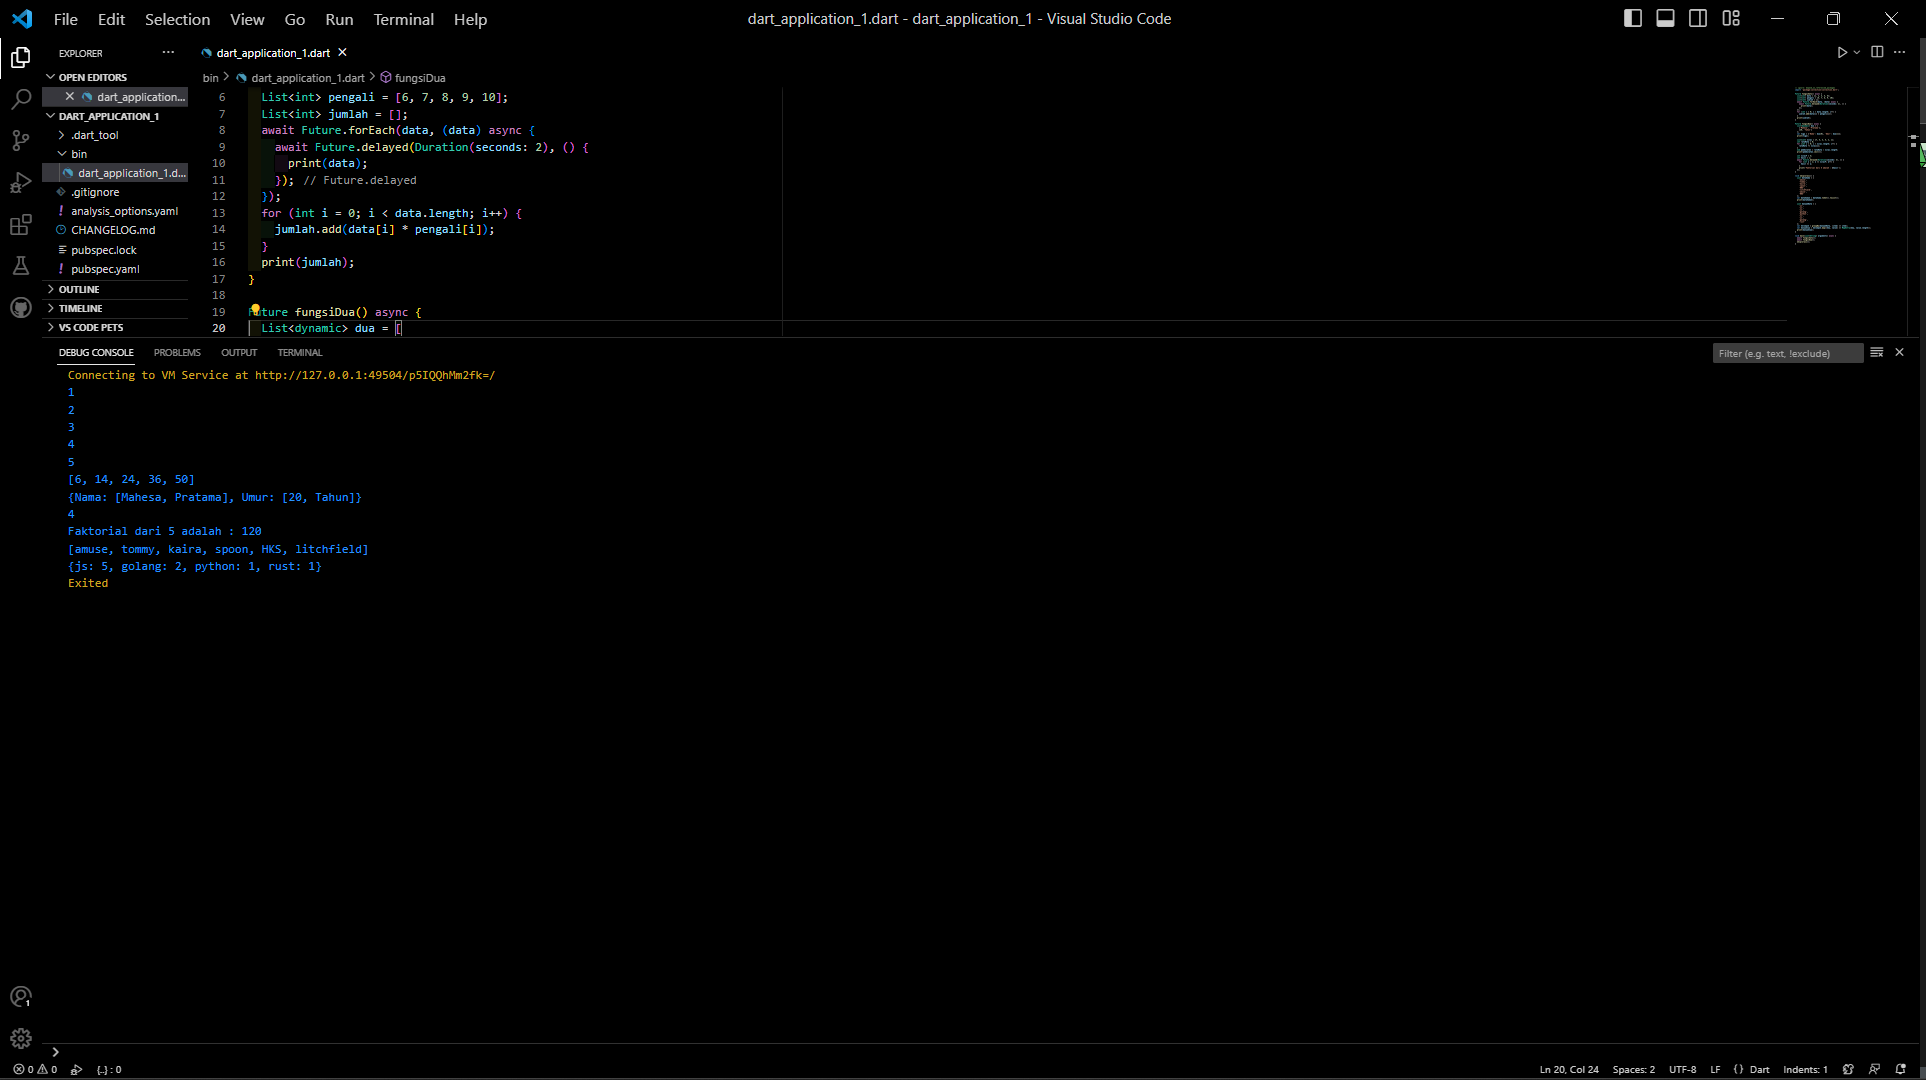 File Edit Selection View Go Run Terminal Help
dart_application_1.dart - dart_application_1 - Visual Studio Code
EXPLORER
OPEN EDITORS
dart_application...
DART_APPLICATION_1
.dart_tool
bin
dart_application_1.d...
.gitignore
! analysis_options.yaml
CHANGELOG.md
pubspec.lock
! pubspec.yaml
OUTLINE
TIMELINE
VS CODE PETS
dart_application_1.dart
bin > dart_application_1.dart > fungsiDua
6 List<int> pengali = [6, 7, 8, 9, 10];
7 List<int> jumlah = [];
8 await Future.forEach(data, (data) async {
9 await Future.delayed(Duration(seconds: 2), () {
10 print(data);
11 }); // Future.delayed
12 });
13 for (int i = 0; i < data.length; i++) {
14 jumlah.add(data[i] * pengali[i]);
15 }
16 print(jumlah);
17 }
18
19 Future fungsiDua() async {
20 List<dynamic> dua = [
DEBUG CONSOLE PROBLEMS OUTPUT TERMINAL
Filter (e.g. text, !exclude)
Connecting to VM Service at http://127.0.0.1:49504/p5IQQhMm2fk=/
1
2
3
4
5
[6, 14, 24, 36, 50]
{Nama: [Mahesa, Pratama], Umur: [20, Tahun]}
4
Faktorial dari 5 adalah : 120
[amuse, tommy, kaira, spoon, HKS, litchfield]
{js: 5, golang: 2, python: 1, rust: 1}
Exited
1
0 0 {..} : 0
Ln 20, Col 24 Spaces: 2 UTF-8 LF {} Dart Indents: 1